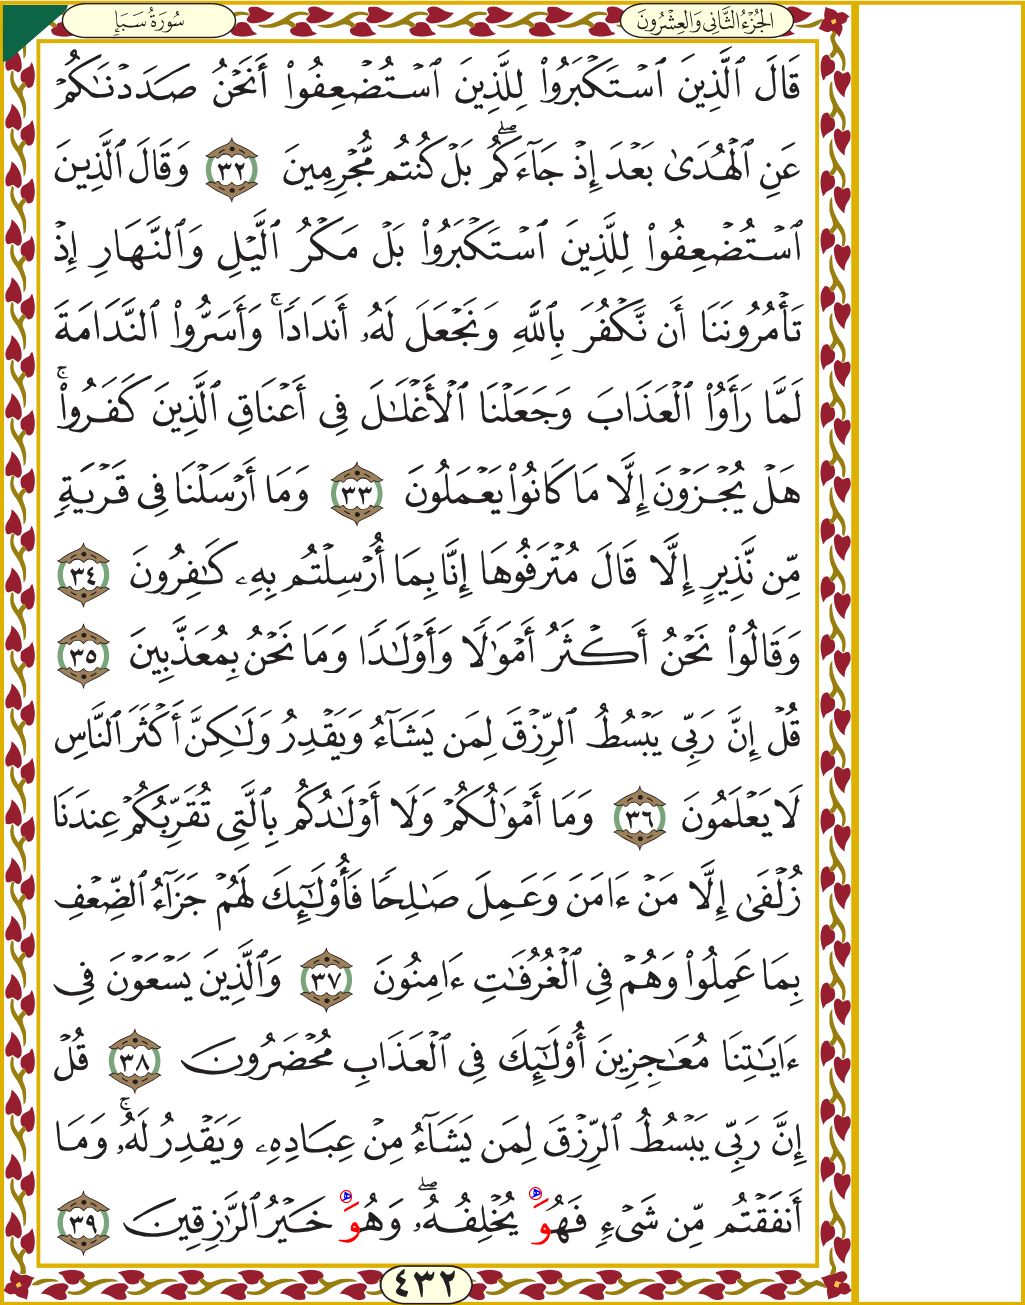 الجُزْءُ الثَّانِي وَالعِشْرُونَ
سُورَةُ سَبَإٍ
قَالَ ٱلَّذِينَ ٱسۡتَكۡبَرُواْ لِلَّذِينَ ٱسۡتُضۡعِفُوٓاْ أَنَحۡنُ صَدَدۡنَٰكُمۡ
عَنِ ٱلۡهُدَىٰ بَعۡدَ إِذۡ جَآءَكُمۖ بَلۡ كُنتُم مُّجۡرِمِينَ ٣٢ وَقَالَ ٱلَّذِينَ
ٱسۡتُضۡعِفُواْ لِلَّذِينَ ٱسۡتَكۡبَرُواْ بَلۡ مَكۡرُ ٱلَّيۡلِ وَٱلنَّهَارِ إِذۡ
تَأۡمُرُونَنَآ أَن نَّكۡفُرَ بِٱللَّهِ وَنَجۡعَلَ لَهُۥٓ أَندَادٗاۚ وَأَسَرُّواْ ٱلنَّدَامَةَ
لَمَّا رَأَوُاْ ٱلۡعَذَابَ وَجَعَلۡنَا ٱلۡأَغۡلَٰلَ فِيٓ أَعۡنَاقِ ٱلَّذِينَ كَفَرُواْۚ
هَلۡ يُجۡزَوۡنَ إِلَّا مَا كَانُواْ يَعۡمَلُونَ ٣٣ وَمَآ أَرۡسَلۡنَا فِي قَرۡيَةٖ
مِّن نَّذِيرٍ إِلَّا قَالَ مُتۡرَفُوهَآ إِنَّا بِمَآ أُرۡسِلۡتُم بِهِۦ كَٰفِرُونَ ٣٤
وَقَالُواْ نَحۡنُ أَكۡثَرُ أَمۡوَٰلٗا وَأَوۡلَٰدٗا وَمَا نَحۡنُ بِمُعَذَّبِينَ ٣٥
قُلۡ إِنَّ رَبِّي يَبۡسُطُ ٱلرِّزۡقَ لِمَن يَشَآءُ وَيَقۡدِرُ وَلَٰكِنَّ أَكۡثَرَ ٱلنَّاسِ
لَا يَعۡلَمُونَ ٣٦ وَمَآ أَمۡوَٰلُكُمۡ وَلَآ أَوۡلَٰدُكُم بِٱلَّتِي تُقَرِّبُكُمۡ عِندَنَا
زُلۡفَىٰٓ إِلَّا مَنۡ ءَامَنَ وَعَمِلَ صَٰلِحٗا فَأُوْلَٰٓئِكَ لَهُمۡ جَزَآءُ ٱلضِّعۡفِ
بِمَا عَمِلُواْ وَهُمۡ فِي ٱلۡغُرُفَٰتِ ءَامِنُونَ ٣٧ وَٱلَّذِينَ يَسۡعَوۡنَ فِيٓ
ءَايَٰتِنَا مُعَٰجِزِينَ أُوْلَٰٓئِكَ فِي ٱلۡعَذَابِ مُحۡضَرُونَ ٣٨ قُلۡ
إِنَّ رَبِّي يَبۡسُطُ ٱلرِّزۡقَ لِمَن يَشَآءُ مِنۡ عِبَادِهِۦ وَيَقۡدِرُ لَهُۥۚ وَمَآ
أَنفَقۡتُم مِّن شَيۡءٖ فَهُوَ يُخۡلِفُهُۥۖ وَهُوَ خَيۡرُ ٱلرَّٰزِقِينَ ٣٩
٤٣٢